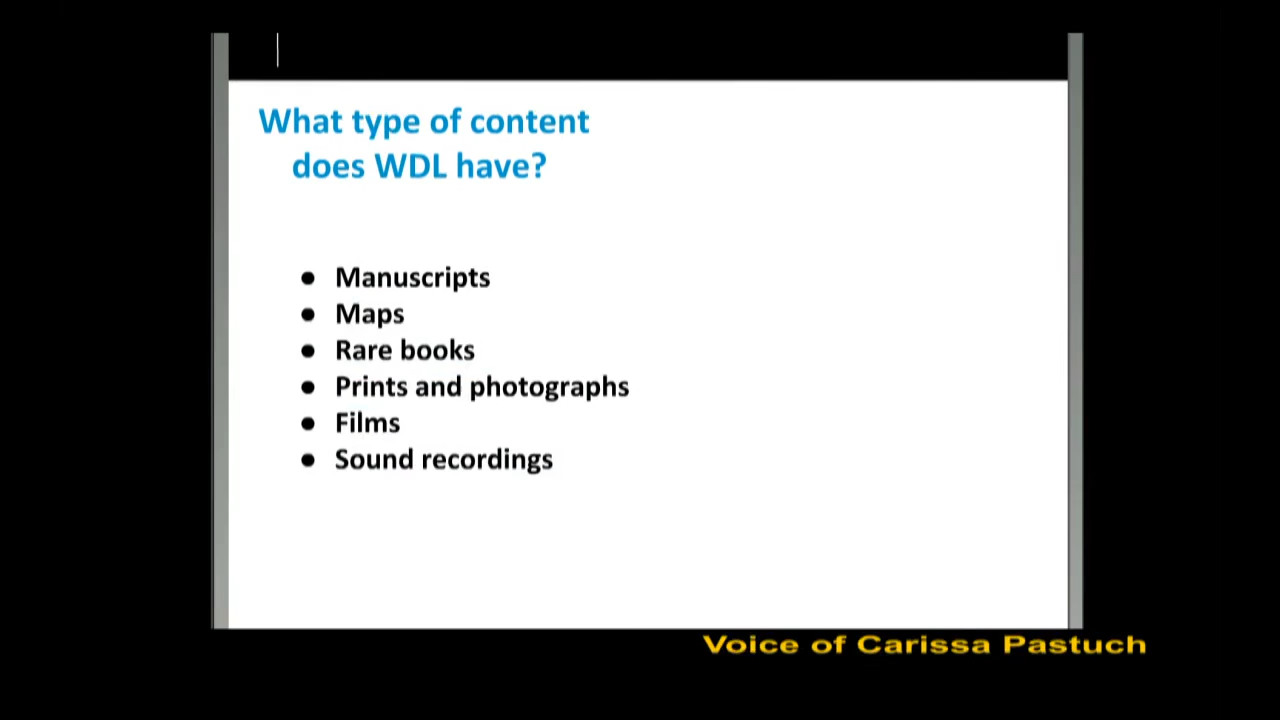 What type of content
does WDL have?
● Manuscripts
● Maps
● Rare books
● Prints and photographs
● Films
● Sound recordings
Voice of Carissa Pastuch